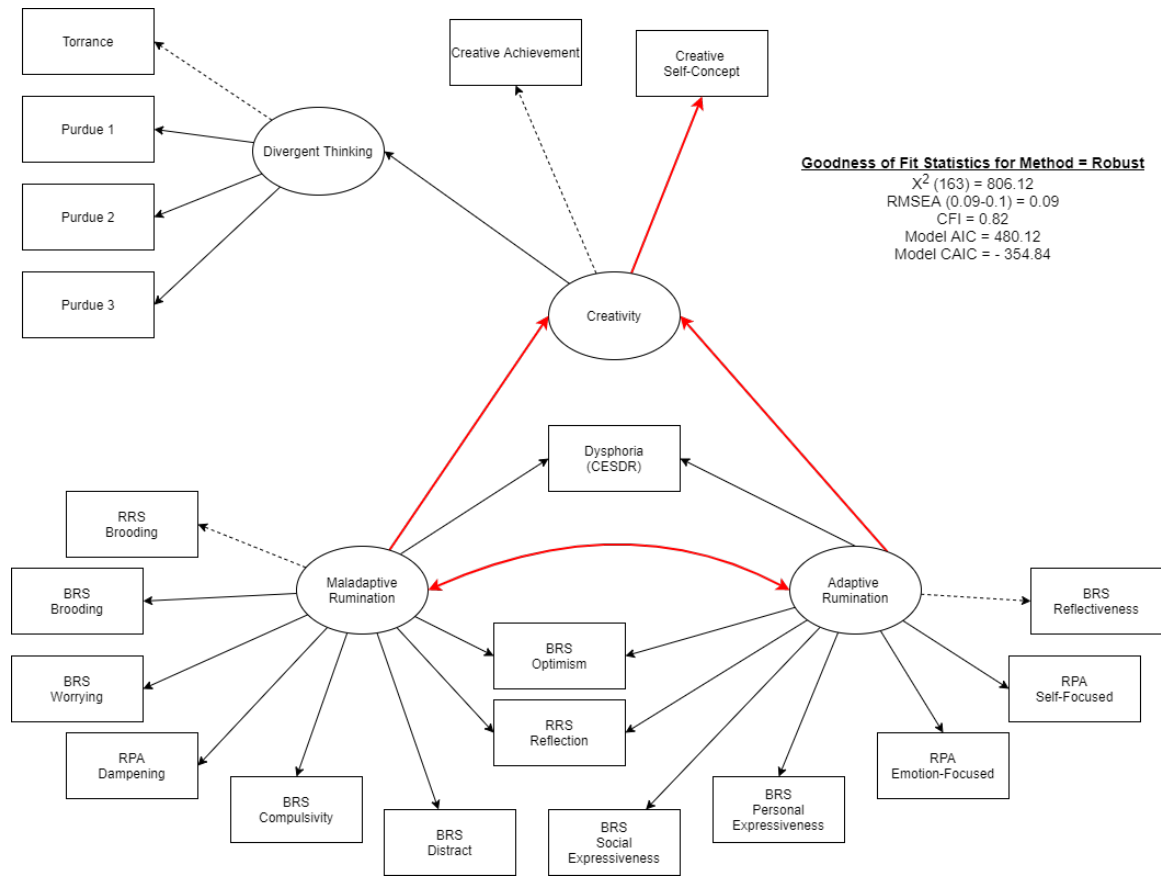 Torrance
Creative Achievement
Creative
Self-Concept
Purdue 1
Divergent Thinking
Goodness of Fit Statistics for Method = Robust
X² (163) = 806.12
RMSEA (0.09-0.1) = 0.09
CFI = 0.82
Model AIC = 480.12
Model CAIC = - 354.84
Purdue 2
Purdue 3
Creativity
Dysphoria
(CESDR)
RRS
Brooding
Maladaptive
Rumination
Adaptive
Rumination
BRS
Brooding
BRS
Reflectiveness
BRS
Optimism
BRS
Worrying
RPA
Self-Focused
RRS
Reflection
RPA
Dampening
RPA
Emotion-Focused
BRS
Compulsivity
BRS
Personal
Expressiveness
BRS
Distract
BRS
Social
Expressiveness